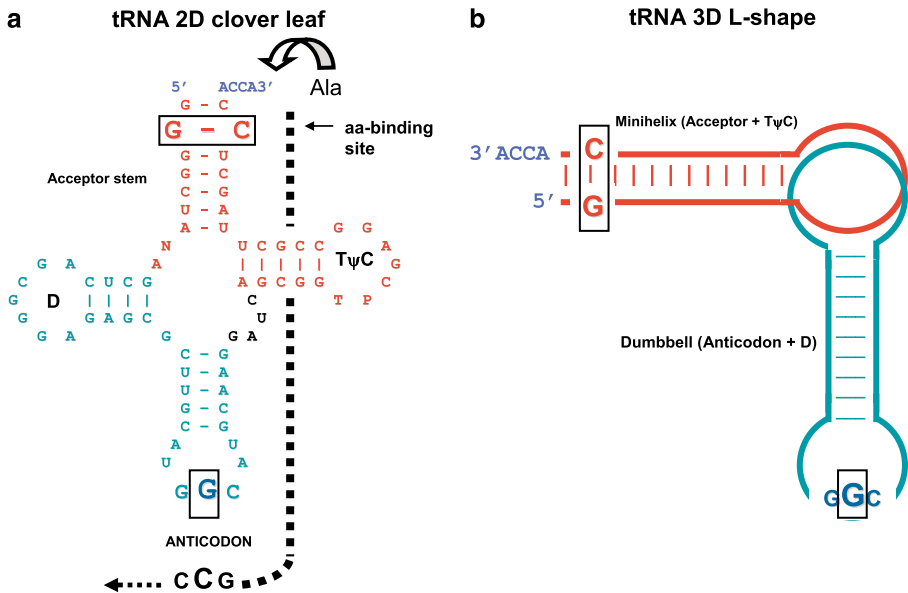 a
tRNA 2D clover leaf
5’ ACCA3’
Ala
G – C
G – C
aa-binding
site
Acceptor stem
G – U
G – C
C – G
U – A
A – U
N
A
U C G C C
A G C G G
G G
A
G
C
P
T
TψC
G A
C
G
G
G A
D
C U C G
G A G C
A
G
C
U
G A
C – G
U – A
U – A
G – C
C – G
A U
U A
G G C
ANTICODON
C C G
b
tRNA 3D L-shape
Minihelix (Acceptor + TψC)
3’ACCA
C
G
5’
Dumbbell (Anticodon + D)
G G C